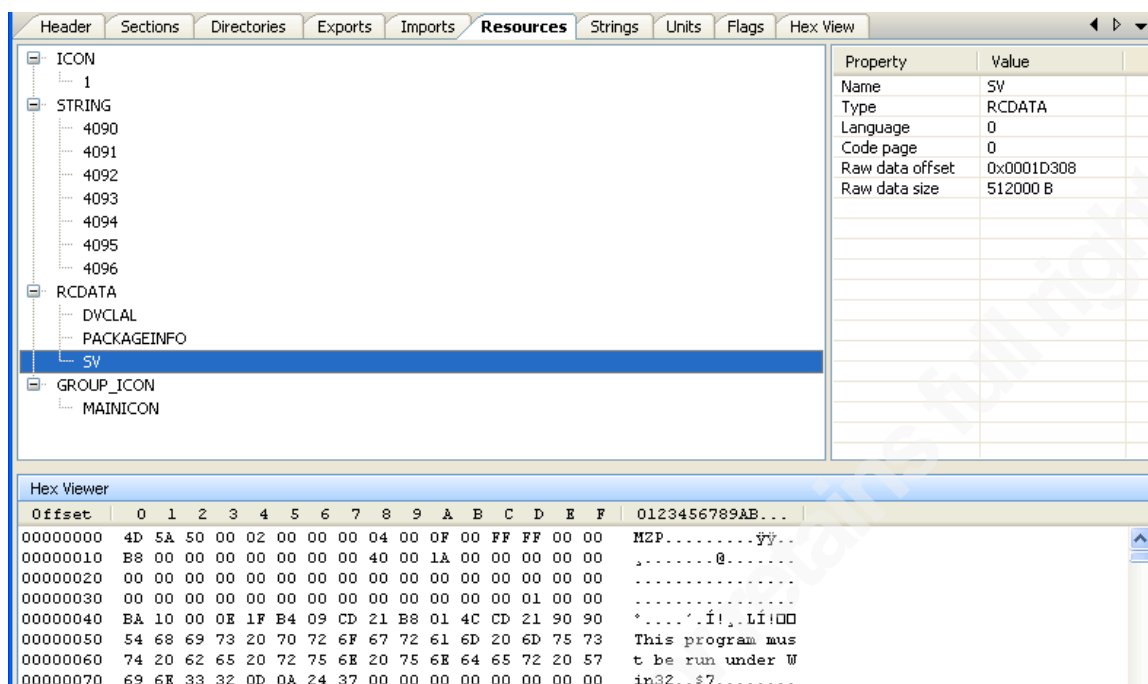 Header Sections Directories Exports Imports Resources Strings Units Flags Hex View
ICON
1
STRING
4090
4091
4092
4093
4094
4095
4096
RCDATA
DVCLAL
PACKAGEINFO
SV
GROUP_ICON
MAINICON
Property Value
Name SV
Type RCDATA
Language 0
Code page 0
Raw data offset 0x0001D308
Raw data size 512000 B
Hex Viewer
Offset 0 1 2 3 4 5 6 7 8 9 A B C D E F 0123456789AB...
00000000 4D 5A 50 00 02 00 00 00 04 00 0F 00 FF FF 00 00 MZP.........ÿÿ..
00000010 B8 00 00 00 00 00 00 00 40 00 1A 00 00 00 00 00 ¸.......@.......
00000020 00 00 00 00 00 00 00 00 00 00 00 00 00 00 00 00 ................
00000030 00 00 00 00 00 00 00 00 00 00 00 00 00 01 00 00 ................
00000040 BA 10 00 0E 1F B4 09 CD 21 B8 01 4C CD 21 90 90 °....´.Í!¸.LÍ!□□
00000050 54 68 69 73 20 70 72 6F 67 72 61 6D 20 6D 75 73 This program mus
00000060 74 20 62 65 20 72 75 6E 20 75 6E 64 65 72 20 57 t be run under W
00000070 69 6E 33 32 0D 0A 24 37 00 00 00 00 00 00 00 00 in32..$7........
tains full righ